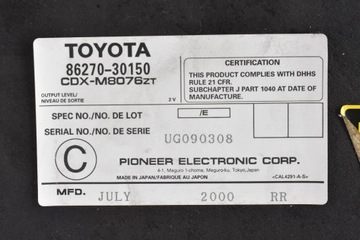 TOYOTA
86270-30150
CDX-M8076ZT
OUTPUT LEVEL/
NIVEAU DE SORTIE 2 V
CERTIFICATION
THIS PRODUCT COMPLIES WITH DHHS
RULE 21 CFR.
SUBCHAPTER J PART 1040 AT DATE OF
MANUFACTURE.
SPEC NO./NO. DE LOT /E
SERIAL NO./NO. DE SERIE UG090308
C
PIONEER ELECTRONIC CORP.
4-1, Meguro 1-chome, Meguro-ku, Tokyo, Japan
MADE IN JAPAN/FABRIQUE AU JAPON <CAL4291-A-S>
MFD. JULY 2000 RR